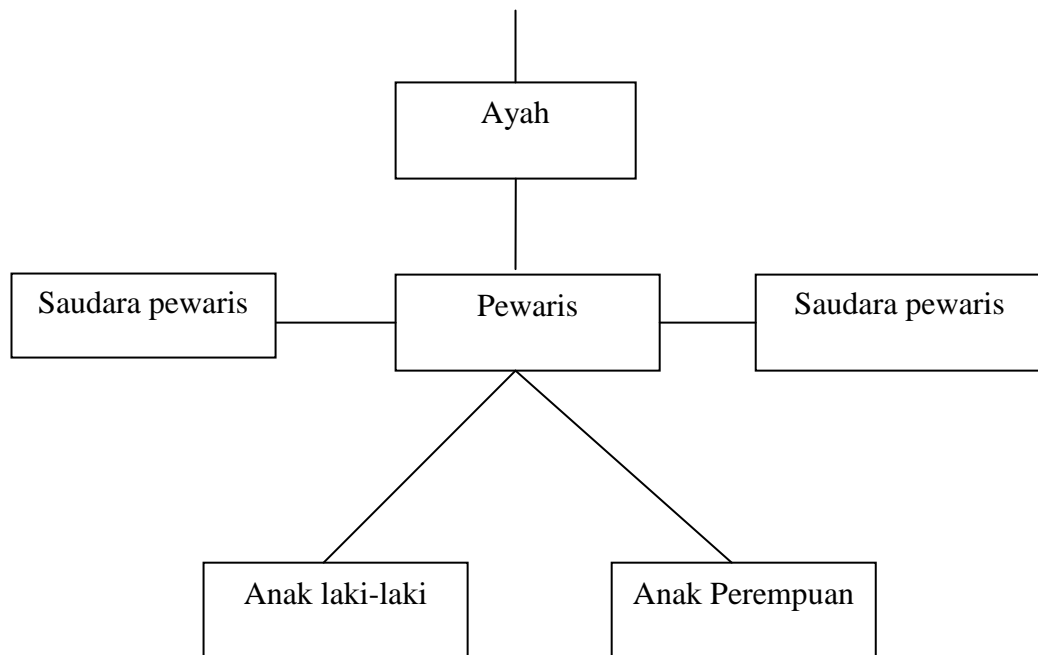 Ayah
Saudara pewaris
Pewaris
Saudara pewaris
Anak laki-laki
Anak Perempuan